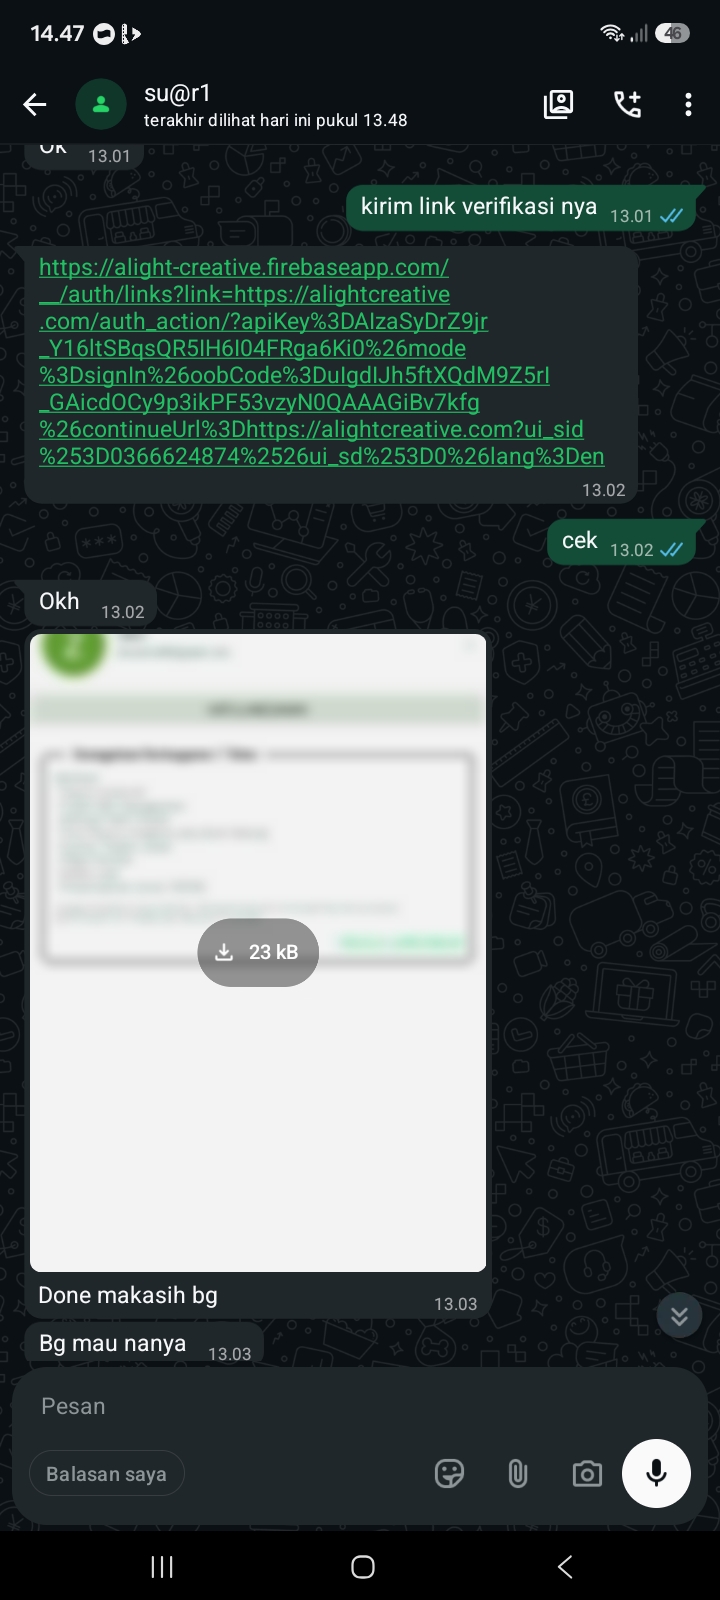 14.47
46
su@r1
terakhir dilihat hari ini pukul 13.48
Ok 13.01
kirim link verifikasi nya 13.01
https://alight-creative.firebaseapp.com/
__/auth/links?link=https://alightcreative
.com/auth_action/?apiKey%3DAIzaSyDrZ9jr
_Y16ltSBqsQR5IH6I04FRga6Ki0%26mode
%3DsignIn%26oobCode%3DuIgdIJh5ftXQdM9Z5rI
_GAicdOCy9p3ikPF53vzyN0QAAAGiBv7kfg
%26continueUrl%3Dhttps://alightcreative.com?ui_sid
%253D0366624874%2526ui_sd%253D0%26lang%3Den
13.02
cek 13.02
Okh 13.02
23 kB
Done makasih bg 13.03
Bg mau nanya 13.03
Pesan
Balasan saya